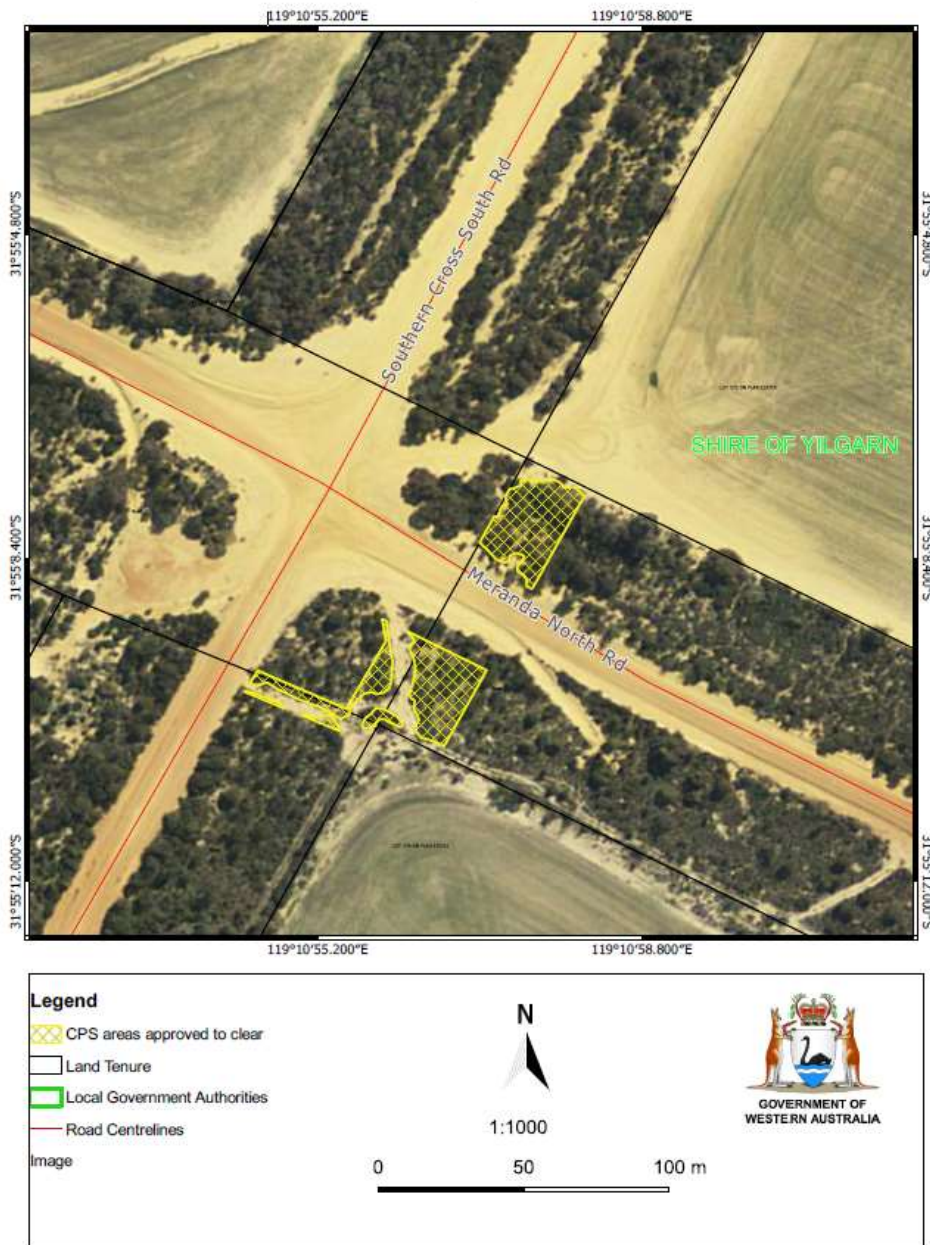 119°10'55.200"E
119°10'58.800"E
31°55'4.800"S
31°55'4.800"S
Southern Cross South Rd
SHIRE OF YILGARN
31°55'8.400"S
31°55'8.400"S
Meranda North Rd
31°55'12.000"S
31°55'12.000"S
119°10'55.200"E
119°10'58.800"E
Legend
CPS areas approved to clear
Land Tenure
Local Government Authorities
Road Centrelines
Image
N
1:1000
0 50 100 m
GOVERNMENT OF
WESTERN AUSTRALIA